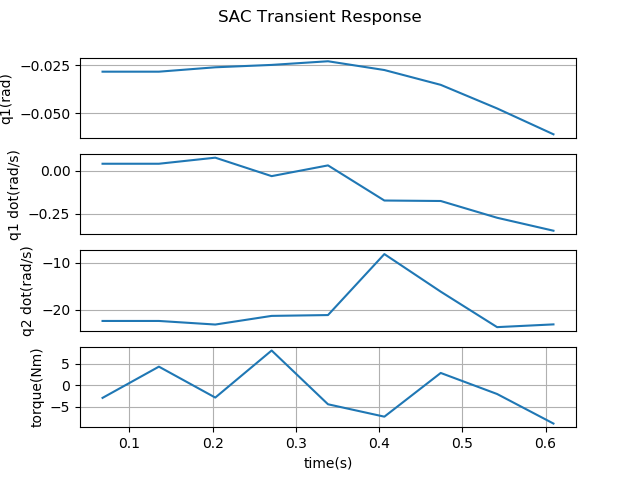 SAC Transient Response
−0.025
−0.050
q1(rad)
0.00
−0.25
q1 dot(rad/s)
−10
−20
q2 dot(rad/s)
5
0
−5
torque(Nm)
0.1 0.2 0.3 0.4 0.5 0.6
time(s)